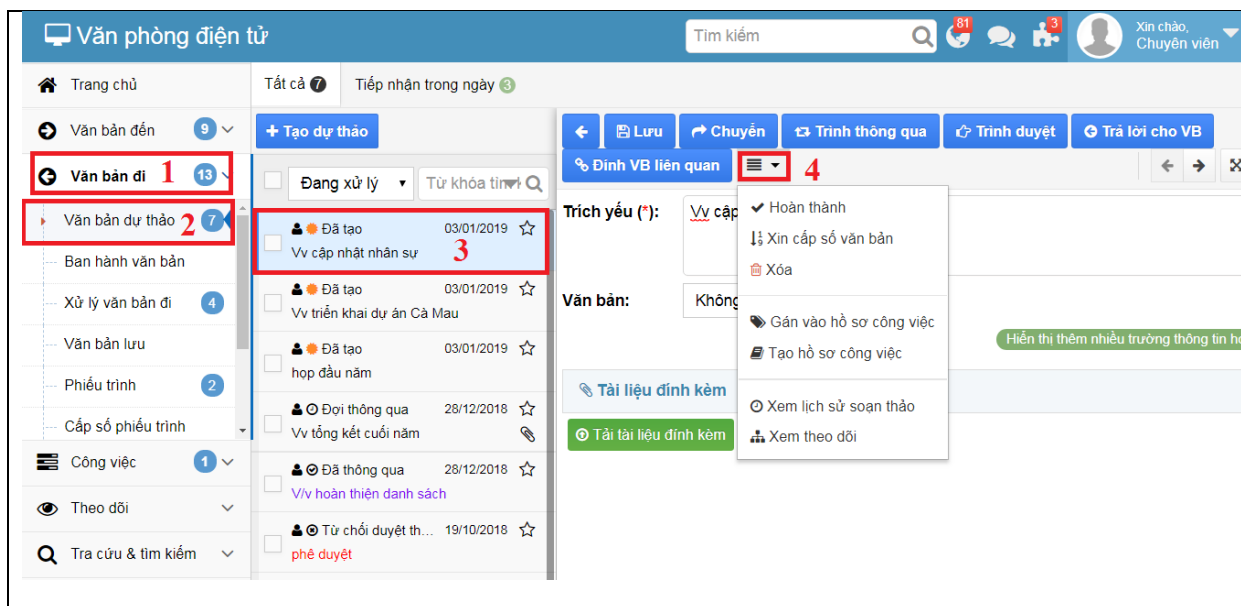 Văn phòng điện tử
Tìm kiếm
81
3
Xin chào,
Chuyên viên
Trang chủ
Văn bản đến 9
Văn bản đi 1 13
Văn bản dự thảo 2 7
Ban hành văn bản
Xử lý văn bản đi 4
Văn bản lưu
Phiếu trình 2
Cấp số phiếu trình
Công việc 1
Theo dõi
Tra cứu & tìm kiếm
Tất cả 7
Tiếp nhận trong ngày 3
+ Tạo dự thảo
Đang xử lý
Từ khóa tìm
Đã tạo 03/01/2019
Vv cập nhật nhân sự 3
Đã tạo 03/01/2019
Vv triển khai dự án Cà Mau
Đã tạo 03/01/2019
họp đầu năm
Đợi thông qua 28/12/2018
Vv tổng kết cuối năm
Đã thông qua 28/12/2018
V/v hoàn thiện danh sách
Từ chối duyệt th... 19/10/2018
phê duyệt
Lưu
Chuyển
Trình thông qua
Trình duyệt
Trả lời cho VB
Đính VB liên quan
4
Trích yếu (*):
Vv cập
Văn bản:
Không
Hoàn thành
Xin cấp số văn bản
Xóa
Gán vào hồ sơ công việc
Tạo hồ sơ công việc
Xem lịch sử soạn thảo
Xem theo dõi
Hiển thị thêm nhiều trường thông tin
Tài liệu đính kèm
Tải tài liệu đính kèm